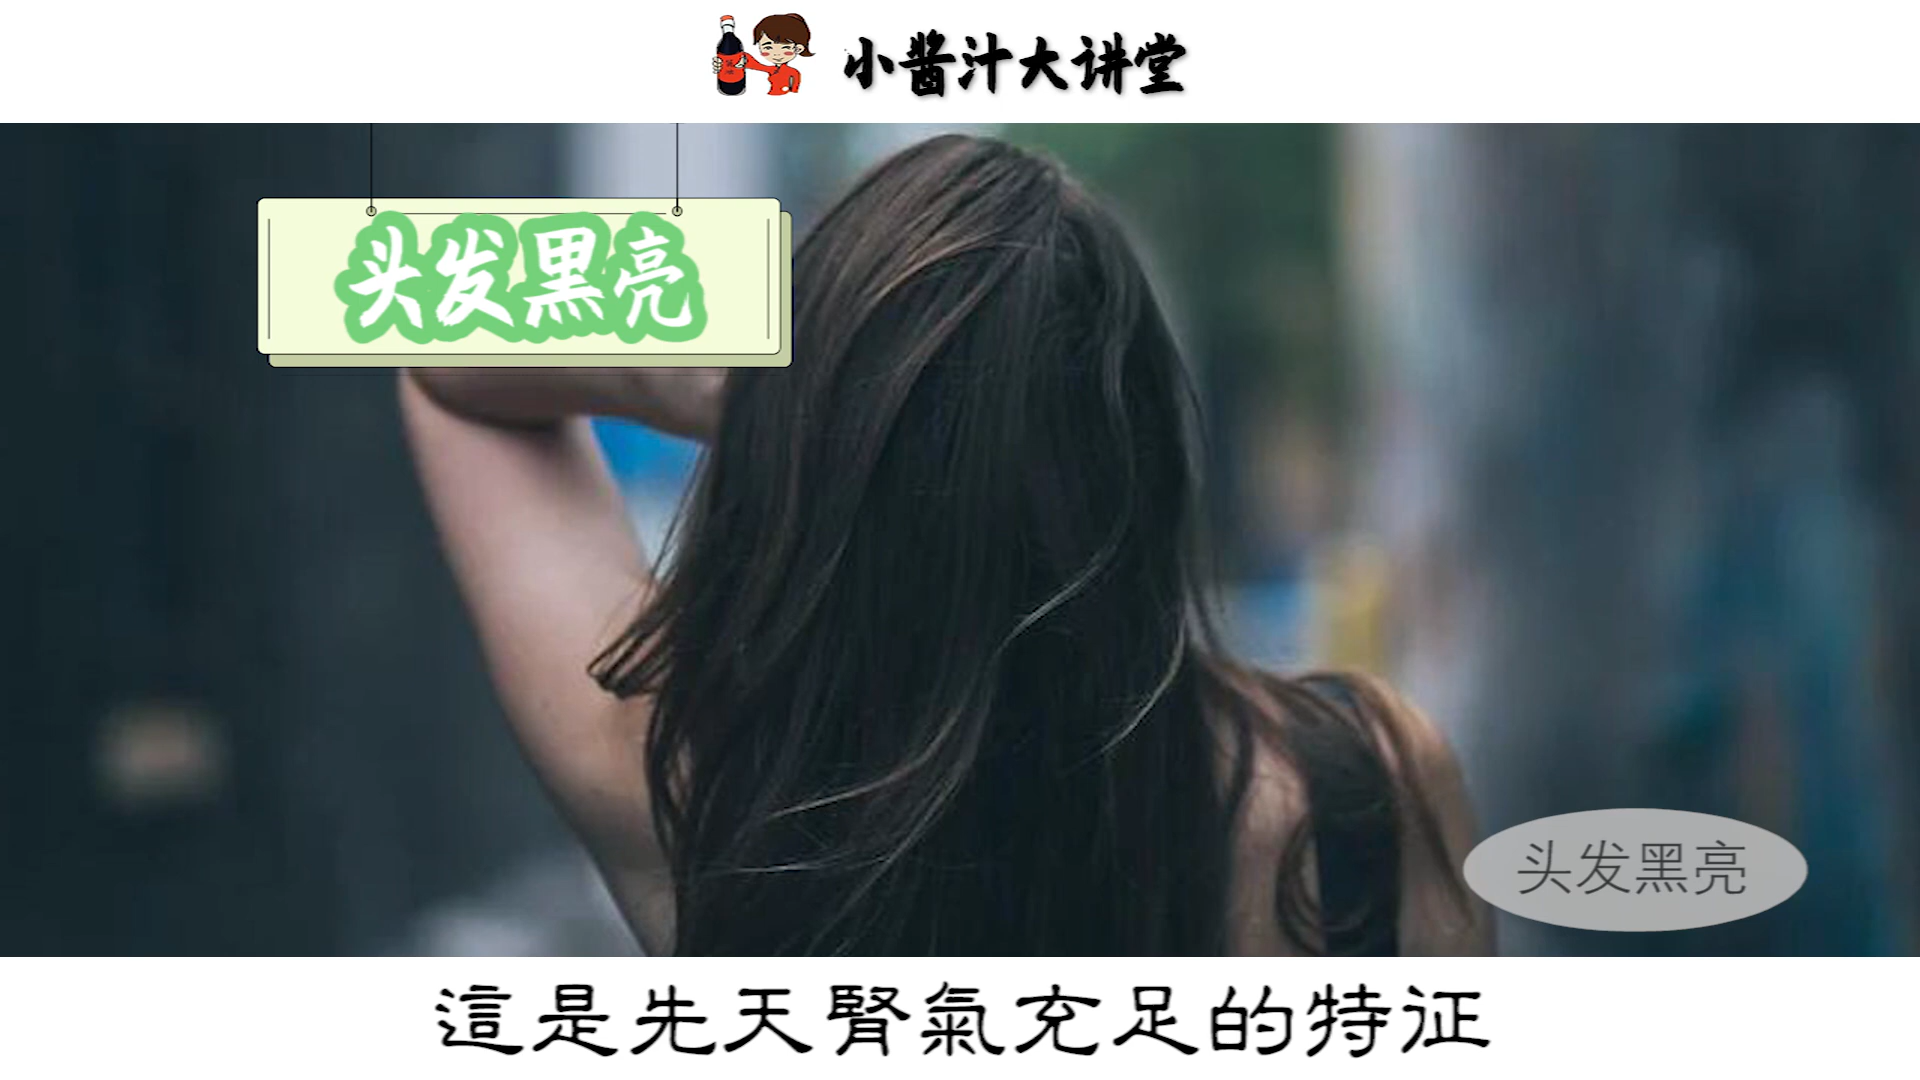 小酱汁大讲堂
头发黑亮
头发黑亮
這是先天腎氣充足的特征